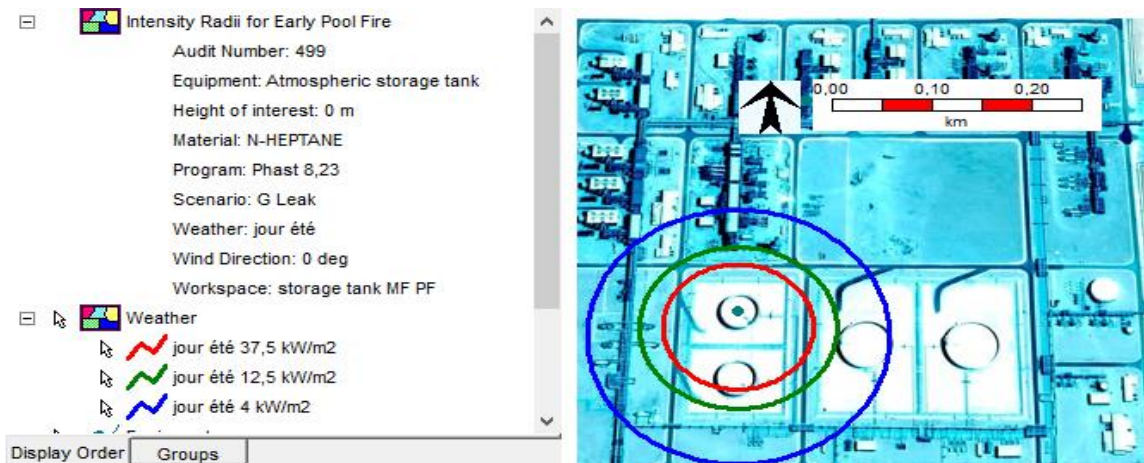 Intensity Radii for Early Pool Fire
Audit Number: 499
Equipment: Atmospheric storage tank
Height of interest: 0 m
Material: N-HEPTANE
Program: Phast 8,23
Scenario: G Leak
Weather: jour été
Wind Direction: 0 deg
Workspace: storage tank MF PF
Weather
jour été 37,5 kW/m2
jour été 12,5 kW/m2
jour été 4 kW/m2
Display Order Groups
0,00 0,10 0,20
km